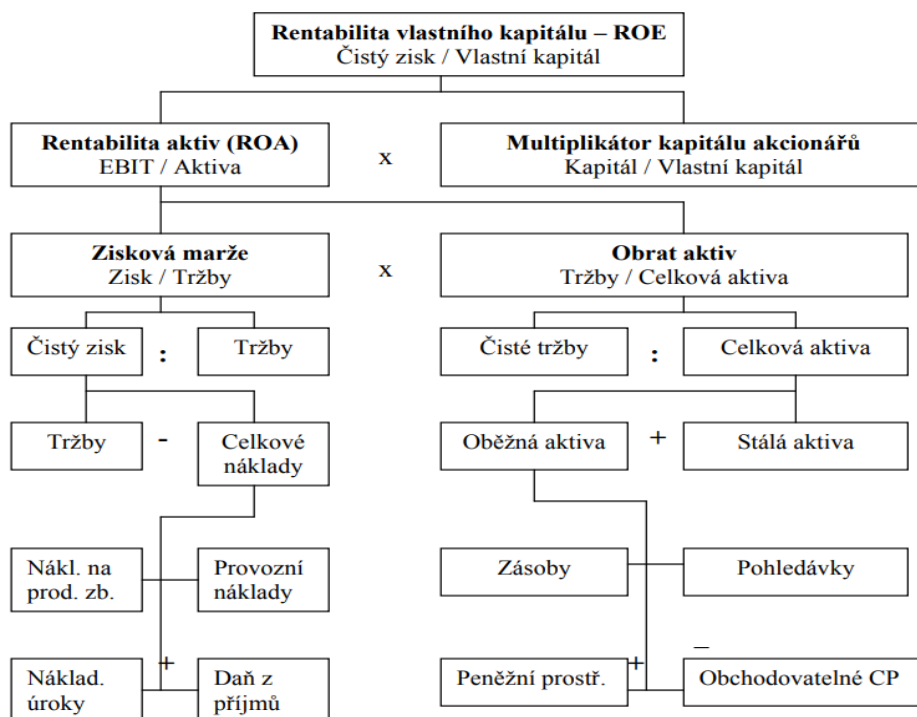 Rentabilita vlastního kapitálu – ROE
Čistý zisk / Vlastní kapitál
Rentabilita aktiv (ROA)
EBIT / Aktiva
x
Multiplikátor kapitálu akcionářů
Kapitál / Vlastní kapitál
Zisková marže
Zisk / Tržby
x
Obrat aktiv
Tržby / Celková aktiva
Čistý zisk
:
Tržby
Čisté tržby
:
Celková aktiva
Tržby
-
Celkové
náklady
Oběžná aktiva
+
Stálá aktiva
Nákl. na
prod. zb.
Provozní
náklady
Zásoby
Pohledávky
Náklad.
úroky
+
Daň z
příjmů
Peněžní prostř.
+
–
Obchodovatelné CP